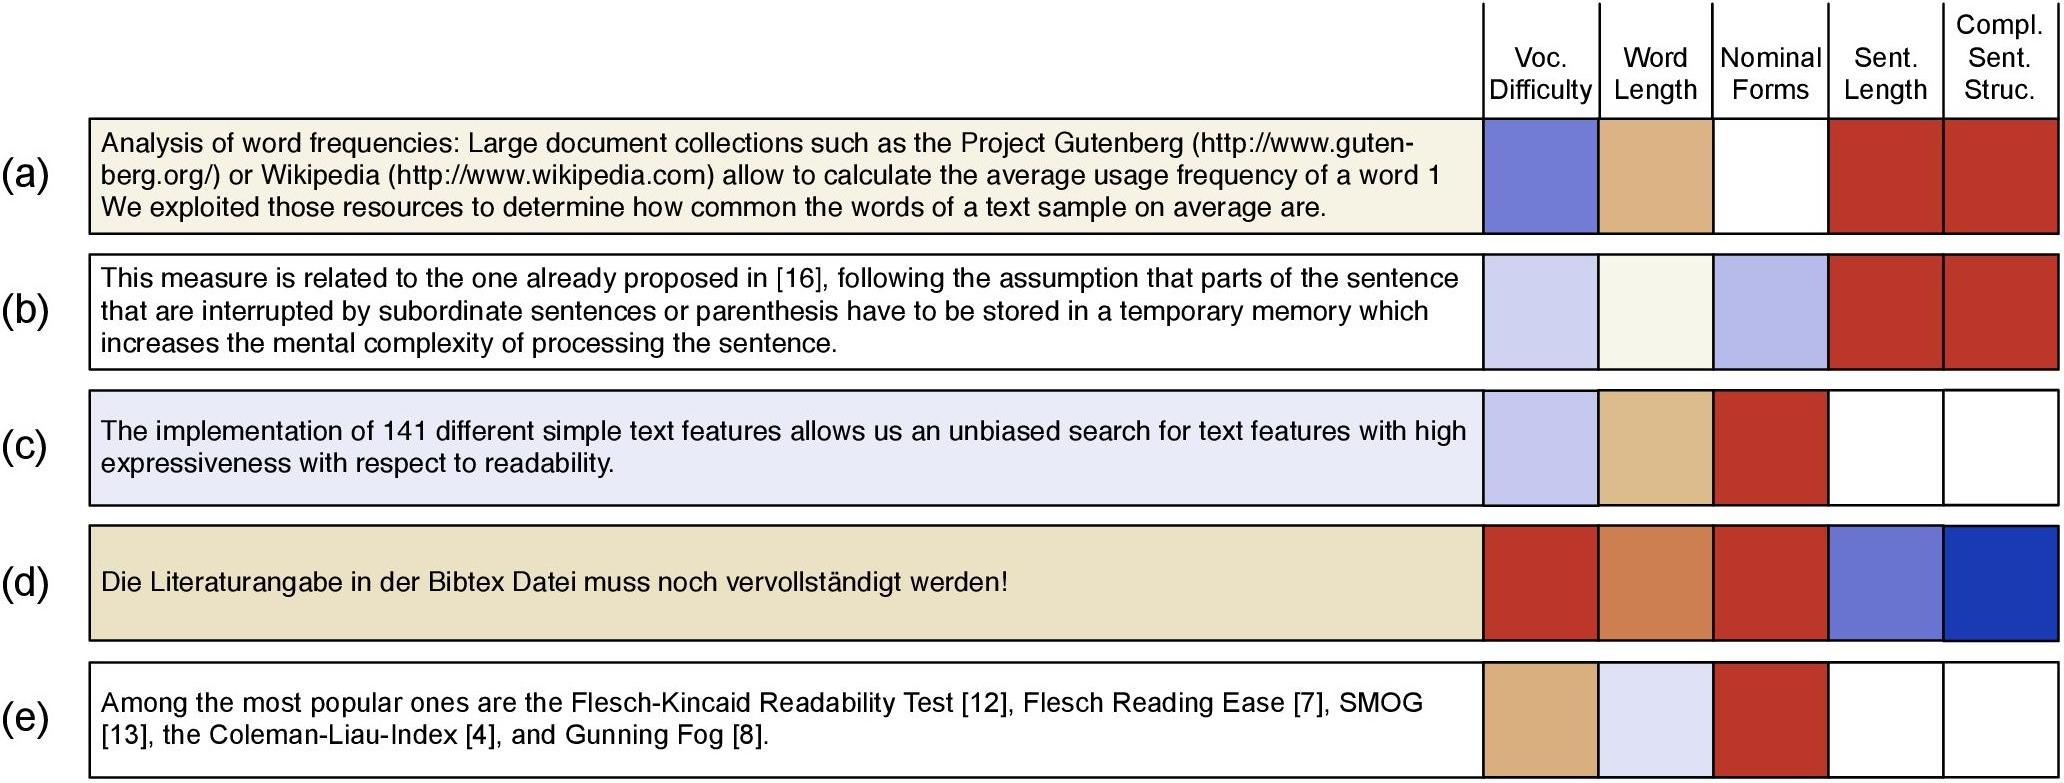 Voc.
Difficulty
Word
Length
Nominal
Forms
Sent.
Length
Compl.
Sent.
Struc.
(a)
Analysis of word frequencies: Large document collections such as the Project Gutenberg (http://www.guten-
berg.org/) or Wikipedia (http://www.wikipedia.com) allow to calculate the average usage frequency of a word 1
We exploited those resources to determine how common the words of a text sample on average are.
(b)
This measure is related to the one already proposed in [16], following the assumption that parts of the sentence
that are interrupted by subordinate sentences or parenthesis have to be stored in a temporary memory which
increases the mental complexity of processing the sentence.
(c)
The implementation of 141 different simple text features allows us an unbiased search for text features with high
expressiveness with respect to readability.
(d)
Die Literaturangabe in der Bibtex Datei muss noch vervollständigt werden!
(e)
Among the most popular ones are the Flesch-Kincaid Readability Test [12], Flesch Reading Ease [7], SMOG
[13], the Coleman-Liau-Index [4], and Gunning Fog [8].